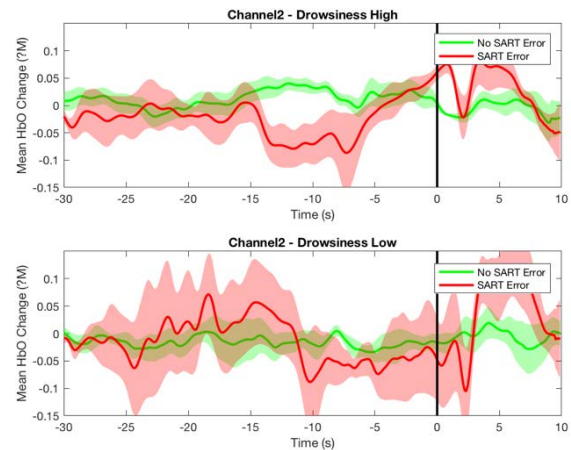 Channel2 - Drowsiness High
Mean HbO Change (?M)
0.1
0.05
0
-0.05
-0.1
-0.15
No SART Error
SART Error
-30 -25 -20 -15 -10 -5 0 5 10
Time (s)
Channel2 - Drowsiness Low
Mean HbO Change (?M)
0.1
0.05
0
-0.05
-0.1
-0.15
No SART Error
SART Error
-30 -25 -20 -15 -10 -5 0 5 10
Time (s)